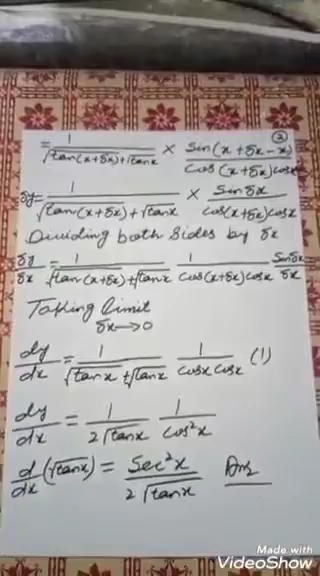 ②
= 1/(√tan(x+δx)+√tanx) × Sin(x+δx-x)/(cos(x+δx)cosx)
δy = 1/(√tan(x+δx)+√tanx) × Sinδx/(cos(x+δx)cosx)
Dividing both sides by δx
δy/δx = 1/(√tan(x+δx)+√tanx) 1/(cos(x+δx)cosx) Sinδx/δx
Taking limit
δx→0
dy/dx = 1/(√tanx+√tanx) 1/(cosx cosx) (1)
dy/dx = 1/(2√tanx) 1/cos²x
d/dx(√tanx) = Sec²x/(2√tanx) Ans
Made with
VideoShow